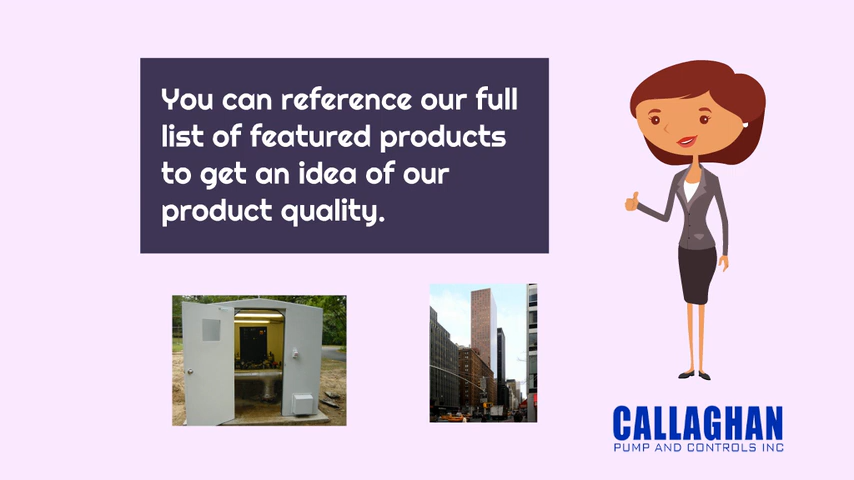 You can reference our full
list of featured products
to get an idea of our
product quality.
CALLAGHAN
PUMP AND CONTROLS INC